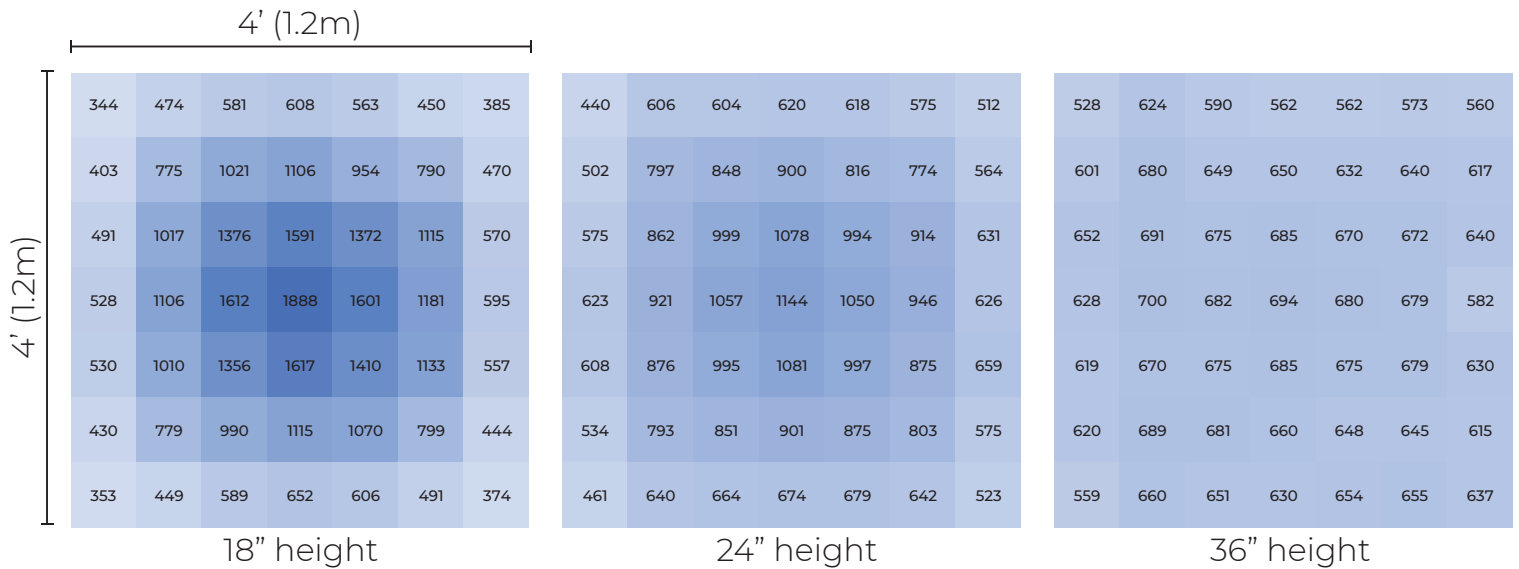 4’ (1.2m)
4’ (1.2m)
344 474 581 608 563 450 385
403 775 1021 1106 954 790 470
491 1017 1376 1591 1372 1115 570
528 1106 1612 1888 1601 1181 595
530 1010 1356 1617 1410 1133 557
430 779 990 1115 1070 799 444
353 449 589 652 606 491 374
18” height
440 606 604 620 618 575 512
502 797 848 900 816 774 564
575 862 999 1078 994 914 631
623 921 1057 1144 1050 946 626
608 876 995 1081 997 875 659
534 793 851 901 875 803 575
461 640 664 674 679 642 523
24” height
528 624 590 562 562 573 560
601 680 649 650 632 640 617
652 691 675 685 670 672 640
628 700 682 694 680 679 582
619 670 675 685 675 679 630
620 689 681 660 648 645 615
559 660 651 630 654 655 637
36” height